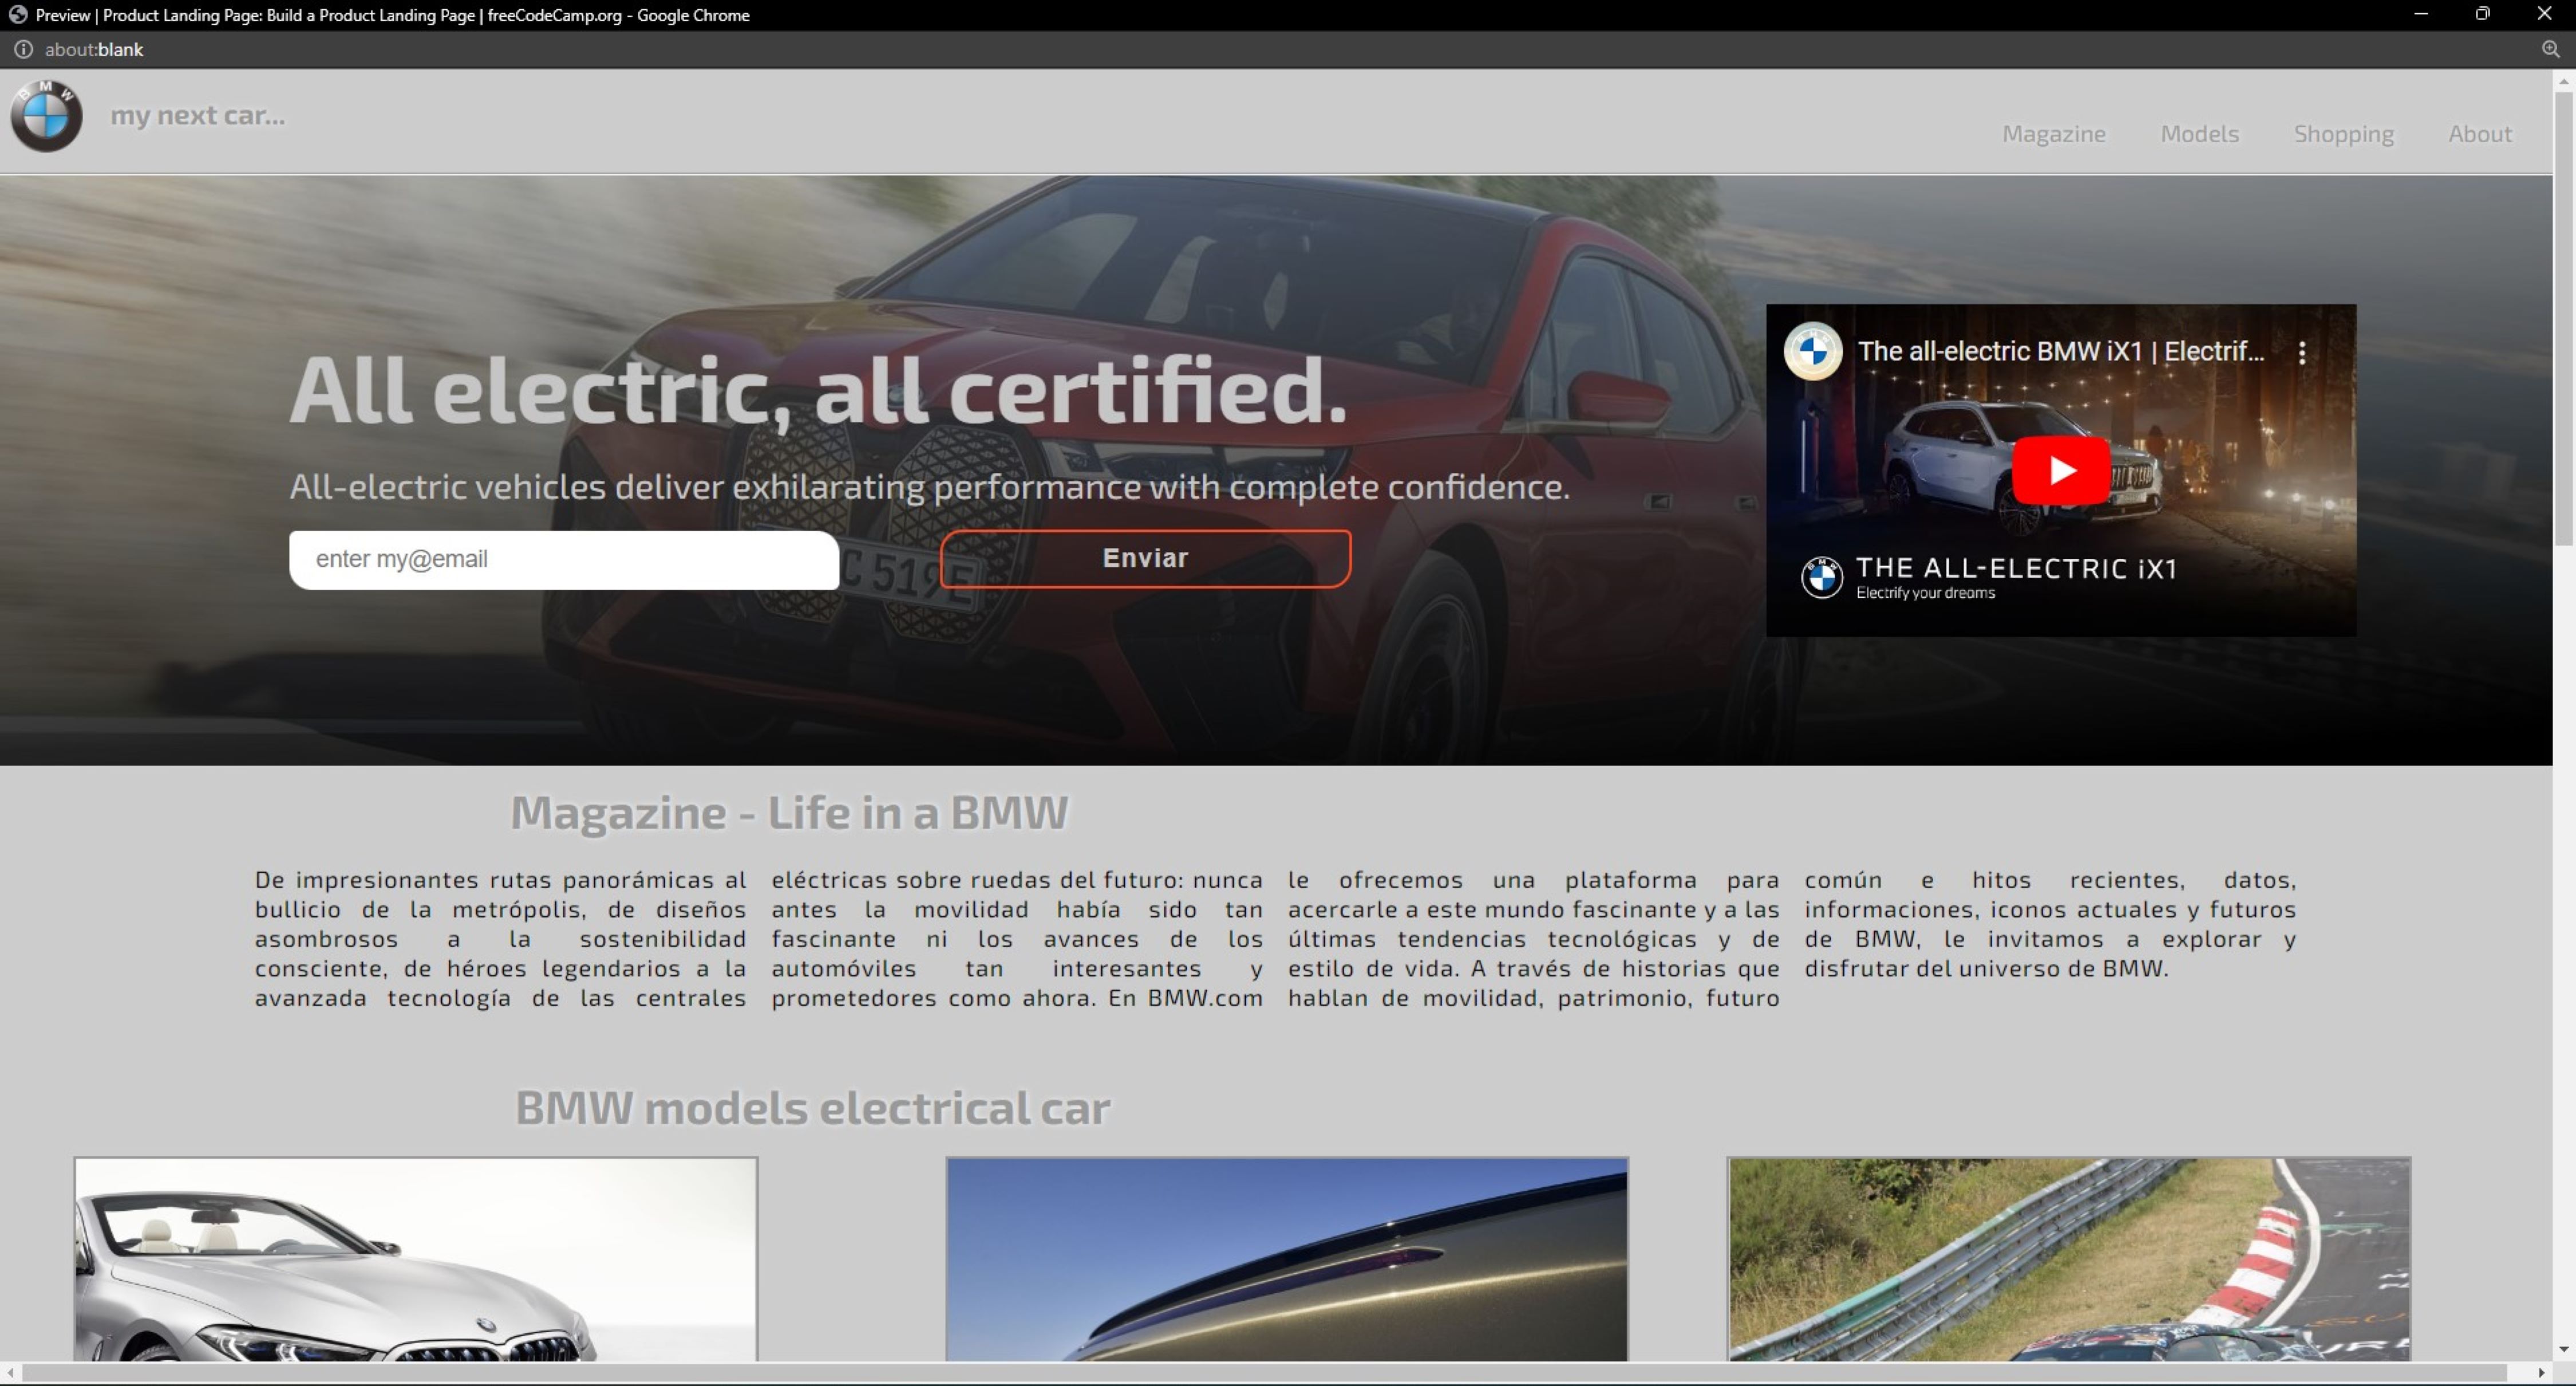 Preview | Product Landing Page: Build a Product Landing Page | freeCodeCamp.org - Google Chrome
about:blank
BMW
my next car...
Magazine Models Shopping About
All electric, all certified.
All-electric vehicles deliver exhilarating performance with complete confidence.
enter my@email
Enviar
The all-electric BMW iX1 | Electrif...
THE ALL-ELECTRIC iX1
Electrify your dreams
Magazine - Life in a BMW
De impresionantes rutas panorámicas al
bullicio de la metrópolis, de diseños
asombrosos a la sostenibilidad
consciente, de héroes legendarios a la
avanzada tecnología de las centrales
eléctricas sobre ruedas del futuro: nunca
antes la movilidad había sido tan
fascinante ni los avances de los
automóviles tan interesantes y
prometedores como ahora. En BMW.com
le ofrecemos una plataforma para
acercarle a este mundo fascinante y a las
últimas tendencias tecnológicas y de
estilo de vida. A través de historias que
hablan de movilidad, patrimonio, futuro
común e hitos recientes, datos,
informaciones, iconos actuales y futuros
de BMW, le invitamos a explorar y
disfrutar del universo de BMW.
BMW models electrical car